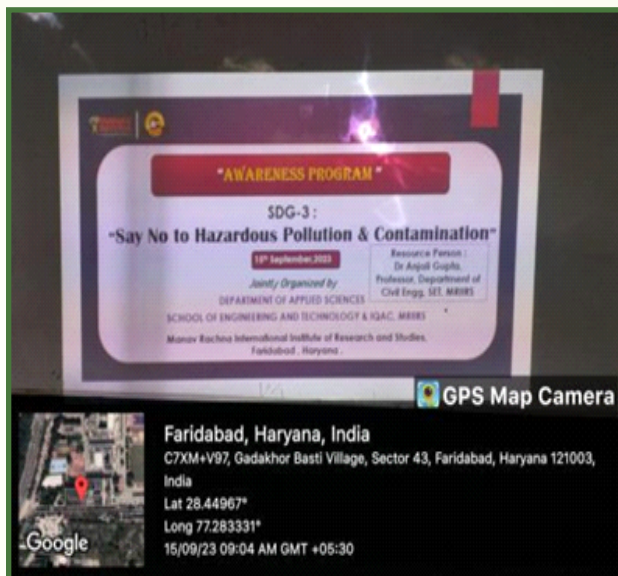 "AWARENESS PROGRAM"
SDG-3 :
"Say No to Hazardous Pollution & Contamination"
15th September,2023
Resource Person :
Dr Anjali Gupta,
Professor, Department of
Civil Engg, SET, MRIIRS
Jointly Organized by
DEPARTMENT OF APPLIED SCIENCES
SCHOOL OF ENGINEERING AND TECHNOLOGY & IQAC, MRIIRS
Manav Rachna International Institute of Research and Studies,
Faridabad , Haryana .
GPS Map Camera
Faridabad, Haryana, India
C7XM+V97, Gadakhor Basti Village, Sector 43, Faridabad, Haryana 121003,
India
Lat 28.44967°
Long 77.283331°
15/09/23 09:04 AM GMT +05:30
Google